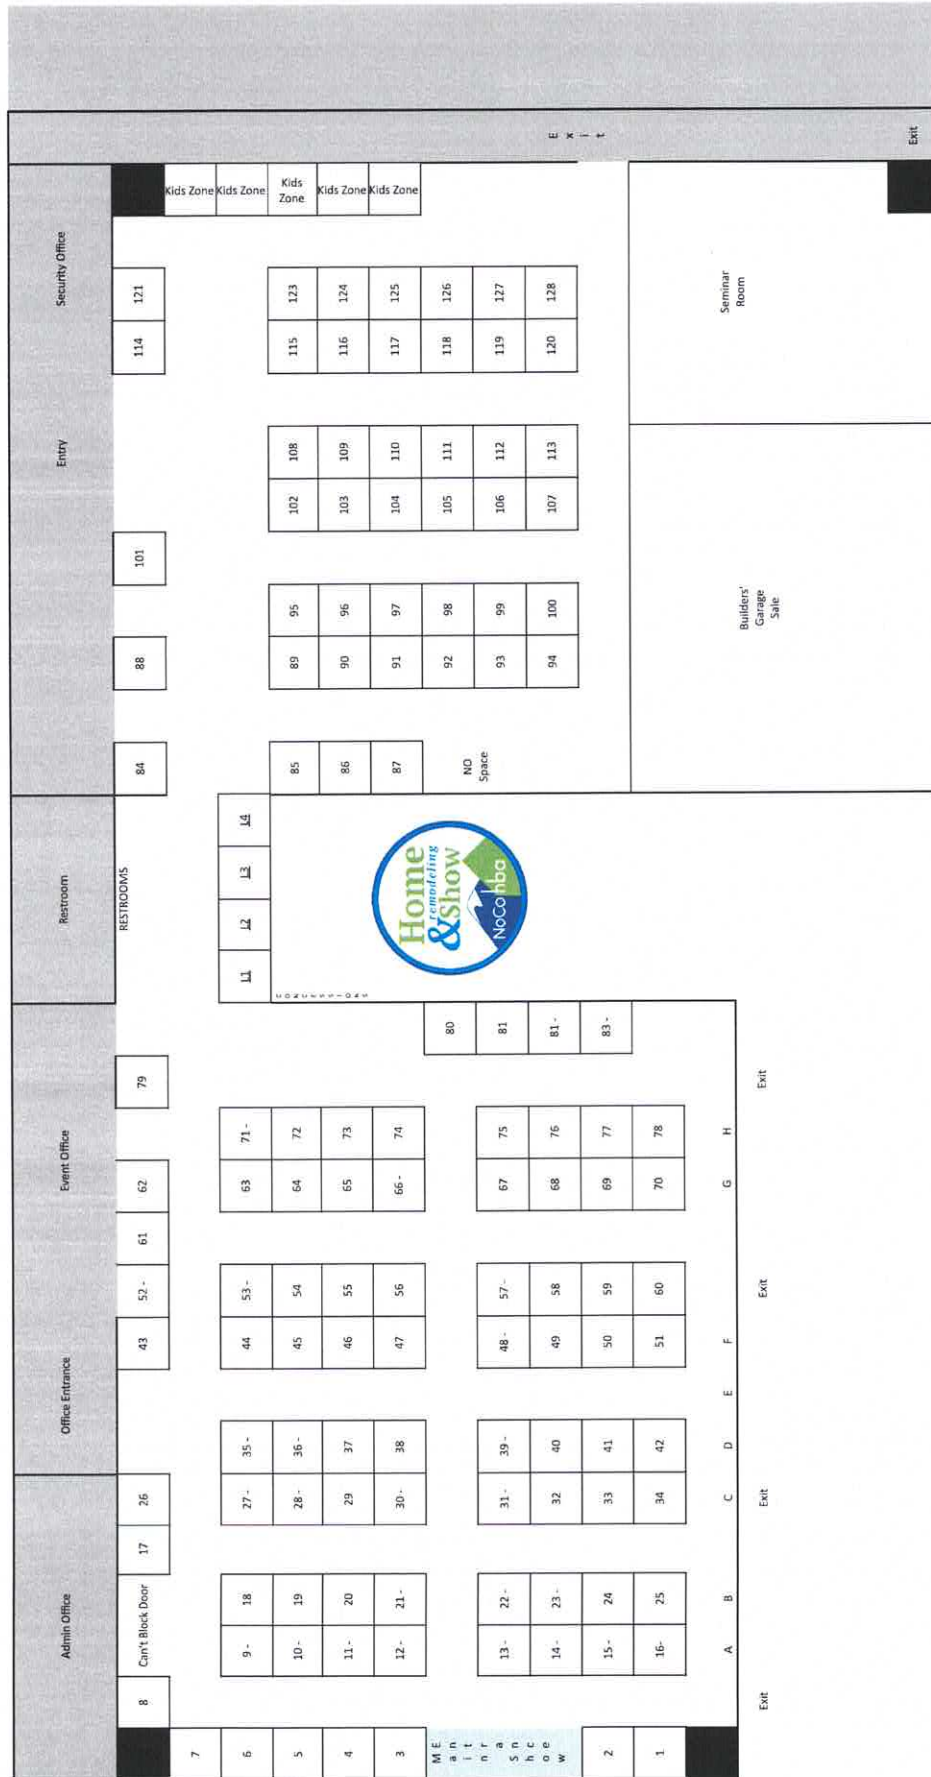 Admin Office Office Entrance Event Office Restroom Entry Security Office
8 Can't Block Door 17 26 43 52 - 61 62 79 RESTROOMS 84 88 101 114 121
7 Kids Zone
6 9 - 18 27 - 35 - 44 53 - 63 71 - L1 L2 L3 L4 Kids Zone
5 10 - 19 28 - 36 - 45 54 64 72 CONCESSIONS 85 89 95 102 108 115 123 Kids Zone
4 11 - 20 29 37 46 55 65 73 86 90 96 103 109 116 124 Kids Zone
3 12 - 21 - 30 - 38 47 56 66 - 74 87 91 97 104 110 117 125 Kids Zone
Main Show
Entrance
80 92 98 105 111 118 126
Home
remodeling
&Show
NoCoHba
NO
Space
13 - 22 - 31 - 39 - 48 - 57 - 67 75 81 93 99 106 112 119 127
14 - 23 - 32 40 49 58 68 76 81 - 94 100 107 113 120 128
Exit
2 15 - 24 33 41 50 59 69 77 83 -
1 16- 25 34 42 51 60 70 78
A B C D E F G H
Exit Exit Exit Exit
Builders'
Garage
Sale
Seminar
Room
Exit